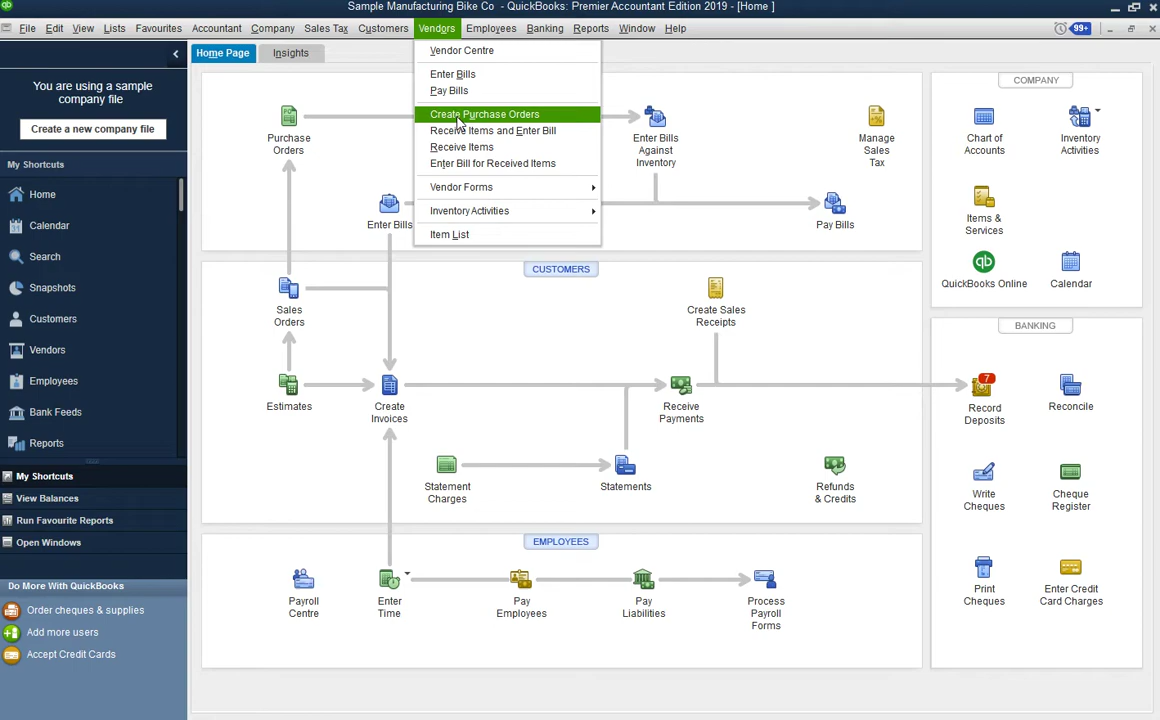 Sample Manufacturing Bike Co - QuickBooks: Premier Accountant Edition 2019 - [Home ]
File Edit View Lists Favourites Accountant Company Sales Tax Customers Vendors Employees Banking Reports Window Help 99+
You are using a sample
company file
Create a new company file
My Shortcuts
Home
Calendar
Search
Snapshots
Customers
Vendors
Employees
Bank Feeds
Reports
My Shortcuts
View Balances
Run Favourite Reports
Open Windows
Do More With QuickBooks
Order cheques & supplies
Add more users
Accept Credit Cards
Home Page Insights
Vendor Centre
Enter Bills
Pay Bills
Create Purchase Orders
Receive Items and Enter Bill
Receive Items
Enter Bill for Received Items
Vendor Forms
Inventory Activities
Item List
Purchase
Orders
Enter Bills
Against
Inventory
Manage
Sales
Tax
Enter Bills
Pay Bills
CUSTOMERS
Sales
Orders
Create Sales
Receipts
Estimates
Create
Invoices
Receive
Payments
Statement
Charges
Statements
Refunds
& Credits
EMPLOYEES
Payroll
Centre
Enter
Time
Pay
Employees
Pay
Liabilities
Process
Payroll
Forms
COMPANY
Chart of
Accounts
Inventory
Activities
Items &
Services
qb
QuickBooks Online
Calendar
BANKING
7
Record
Deposits
Reconcile
Write
Cheques
Cheque
Register
Print
Cheques
Enter Credit
Card Charges